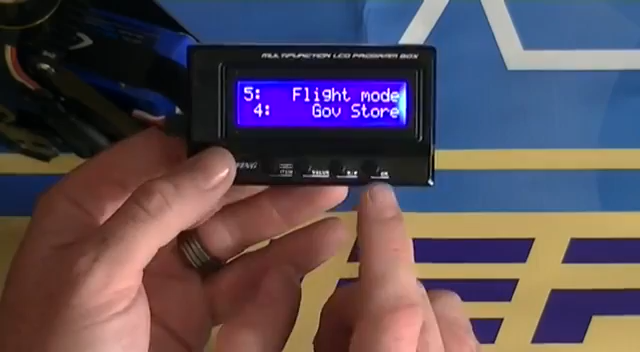 MULTIFUNCTION LCD PROGRAM BOX
5: Flight mode
4: Gov Store
ITEM VALUE R/P OK